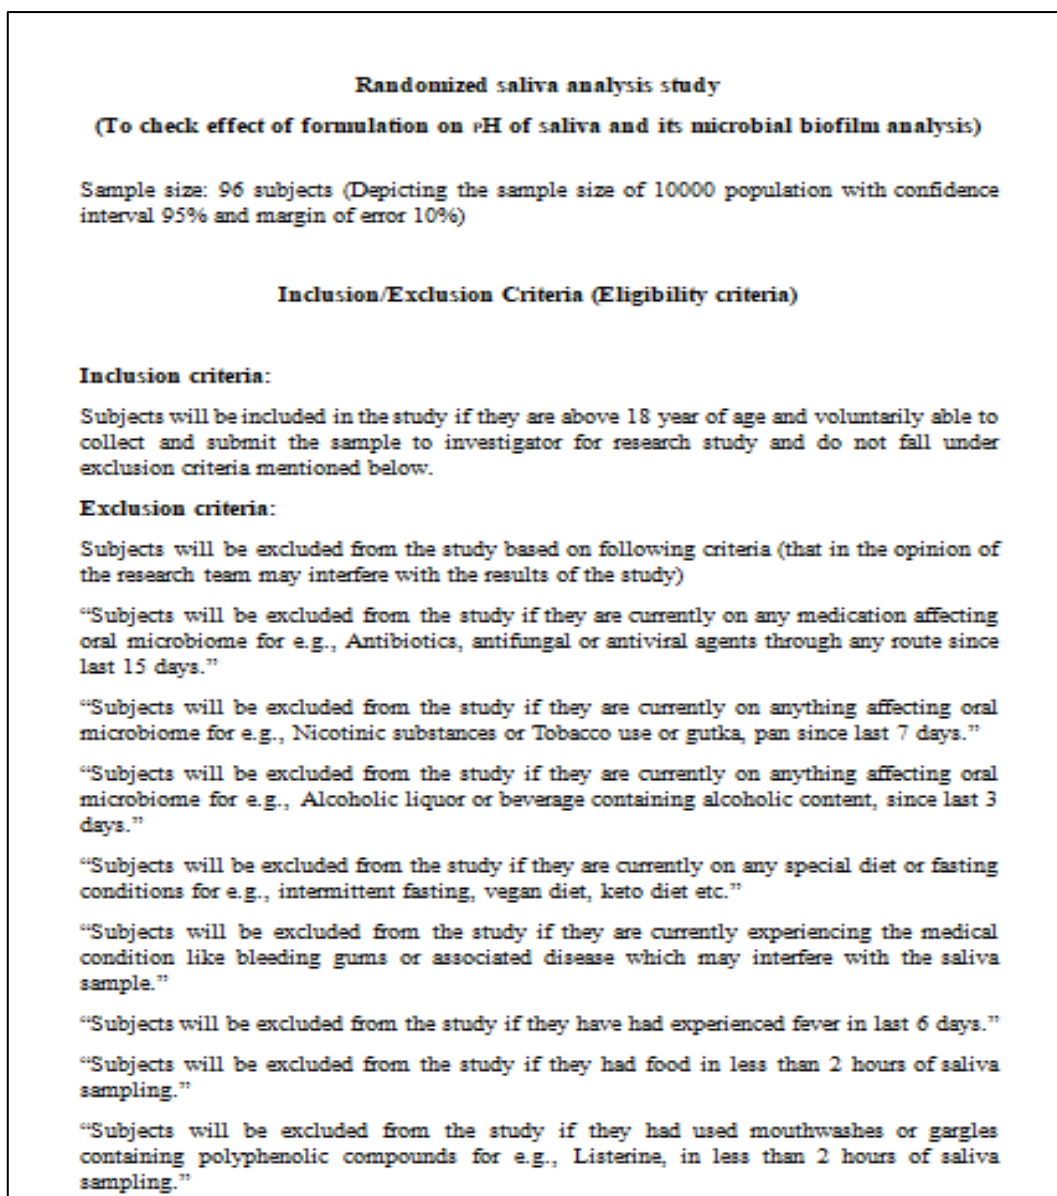 Randomized saliva analysis study
(To check effect of formulation on PH of saliva and its microbial biofilm analysis)
Sample size: 96 subjects (Depicting the sample size of 10000 population with confidence
interval 95% and margin of error 10%)
Inclusion/Exclusion Criteria (Eligibility criteria)
Inclusion criteria:
Subjects will be included in the study if they are above 18 year of age and voluntarily able to
collect and submit the sample to investigator for research study and do not fall under
exclusion criteria mentioned below.
Exclusion criteria:
Subjects will be excluded from the study based on following criteria (that in the opinion of
the research team may interfere with the results of the study)
“Subjects will be excluded from the study if they are currently on any medication affecting
oral microbiome for e.g., Antibiotics, antifungal or antiviral agents through any route since
last 15 days.”
“Subjects will be excluded from the study if they are currently on anything affecting oral
microbiome for e.g., Nicotinic substances or Tobacco use or gutka, pan since last 7 days.”
“Subjects will be excluded from the study if they are currently on anything affecting oral
microbiome for e.g., Alcoholic liquor or beverage containing alcoholic content, since last 3
days.”
“Subjects will be excluded from the study if they are currently on any special diet or fasting
conditions for e.g., intermittent fasting, vegan diet, keto diet etc.”
“Subjects will be excluded from the study if they are currently experiencing the medical
condition like bleeding gums or associated disease which may interfere with the saliva
sample.”
“Subjects will be excluded from the study if they have had experienced fever in last 6 days.”
“Subjects will be excluded from the study if they had food in less than 2 hours of saliva
sampling.”
“Subjects will be excluded from the study if they had used mouthwashes or gargles
containing polyphenolic compounds for e.g., Listerine, in less than 2 hours of saliva
sampling.”